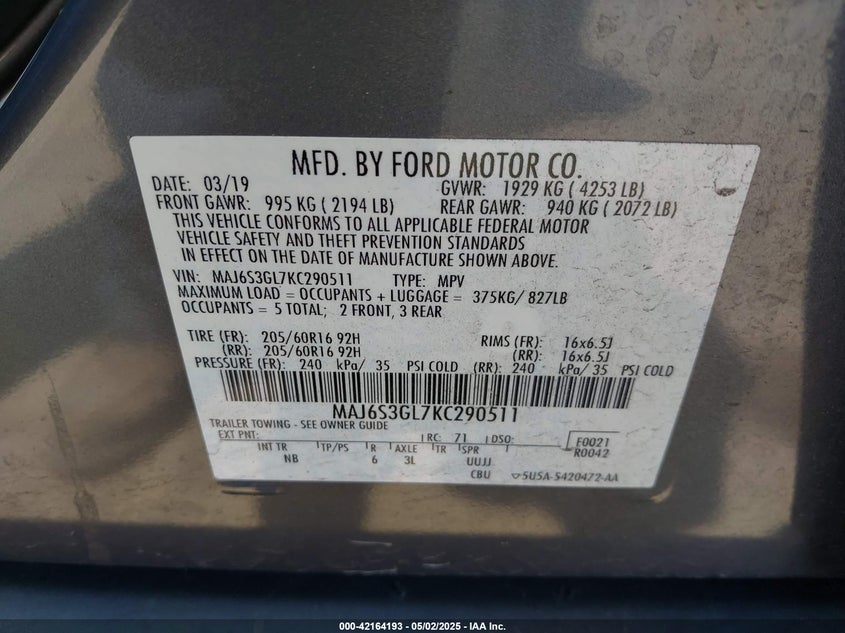 MFD. BY FORD MOTOR CO.
DATE: 03/19 GVWR: 1929 KG ( 4253 LB)
FRONT GAWR: 995 KG ( 2194 LB) REAR GAWR: 940 KG ( 2072 LB)
THIS VEHICLE CONFORMS TO ALL APPLICABLE FEDERAL MOTOR
VEHICLE SAFETY AND THEFT PREVENTION STANDARDS
IN EFFECT ON THE DATE OF MANUFACTURE SHOWN ABOVE.
VIN: MAJ6S3GL7KC290511 TYPE: MPV
MAXIMUM LOAD = OCCUPANTS + LUGGAGE = 375KG/ 827LB
OCCUPANTS = 5 TOTAL; 2 FRONT, 3 REAR
TIRE (FR): 205/60R16 92H RIMS (FR): 16x6.5J
(RR): 205/60R16 92H (RR): 16x6.5J
PRESSURE (FR): 240 kPa/ 35 PSI COLD (RR): 240 kPa/ 35 PSI COLD
MAJ6S3GL7KC290511
TRAILER TOWING - SEE OWNER GUIDE
EXT PNT: RC: 71 DSO: F0021
INT TR TP/PS R AXLE TR SPR R0042
NB 6 3L UUJJ
CBU 5U5A-5420472-AA
000-42164193 - 05/02/2025 - IAA Inc.